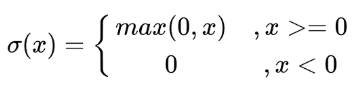 σ(x) = { max(0, x) , x >= 0
0 , x < 0